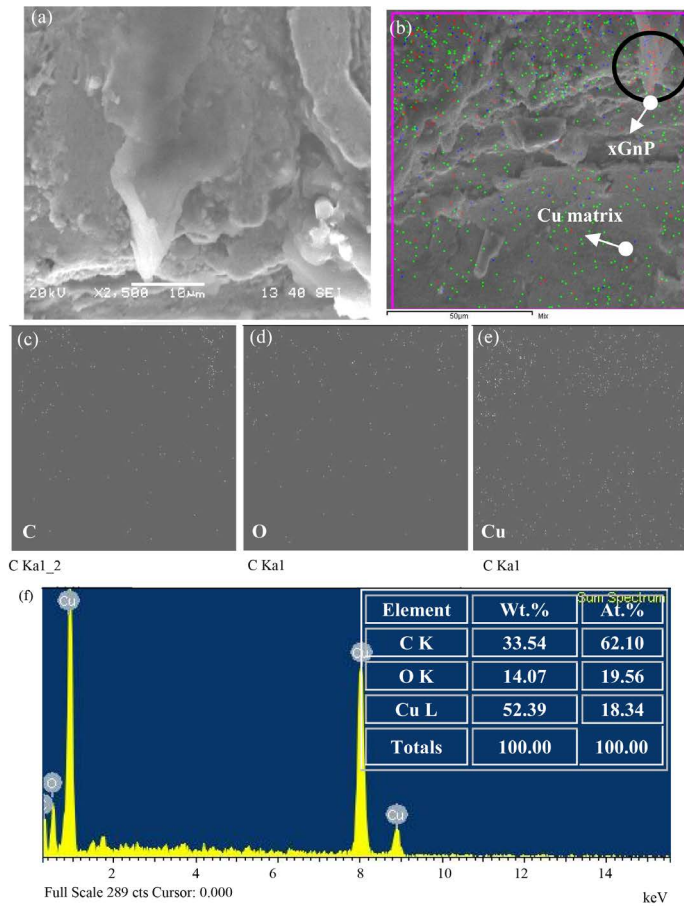 (a)
20kV X2,500 10μm 13 40 SEI
(b)
xGnP
Cu matrix
50μm Mix
(c)
C
C Ka1_2
(d)
O
C Ka1
(e)
Cu
C Ka1
(f)
Sum Spectrum
Cu
O
C
Cu
Cu
Element Wt.% At.%
C K 33.54 62.10
O K 14.07 19.56
Cu L 52.39 18.34
Totals 100.00 100.00
2 4 6 8 10 12 14
Full Scale 289 cts Cursor: 0.000
keV